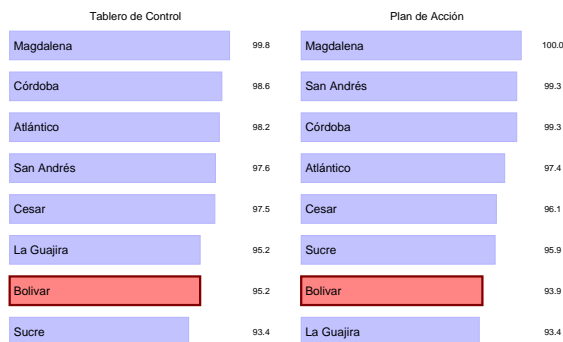 Tablero de Control
Magdalena 99.8
Córdoba 98.6
Atlántico 98.2
San Andrés 97.6
Cesar 97.5
La Guajira 95.2
Bolivar 95.2
Sucre 93.4
Plan de Acción
Magdalena 100.0
San Andrés 99.3
Córdoba 99.3
Atlántico 97.4
Cesar 96.1
Sucre 95.9
Bolivar 93.9
La Guajira 93.4